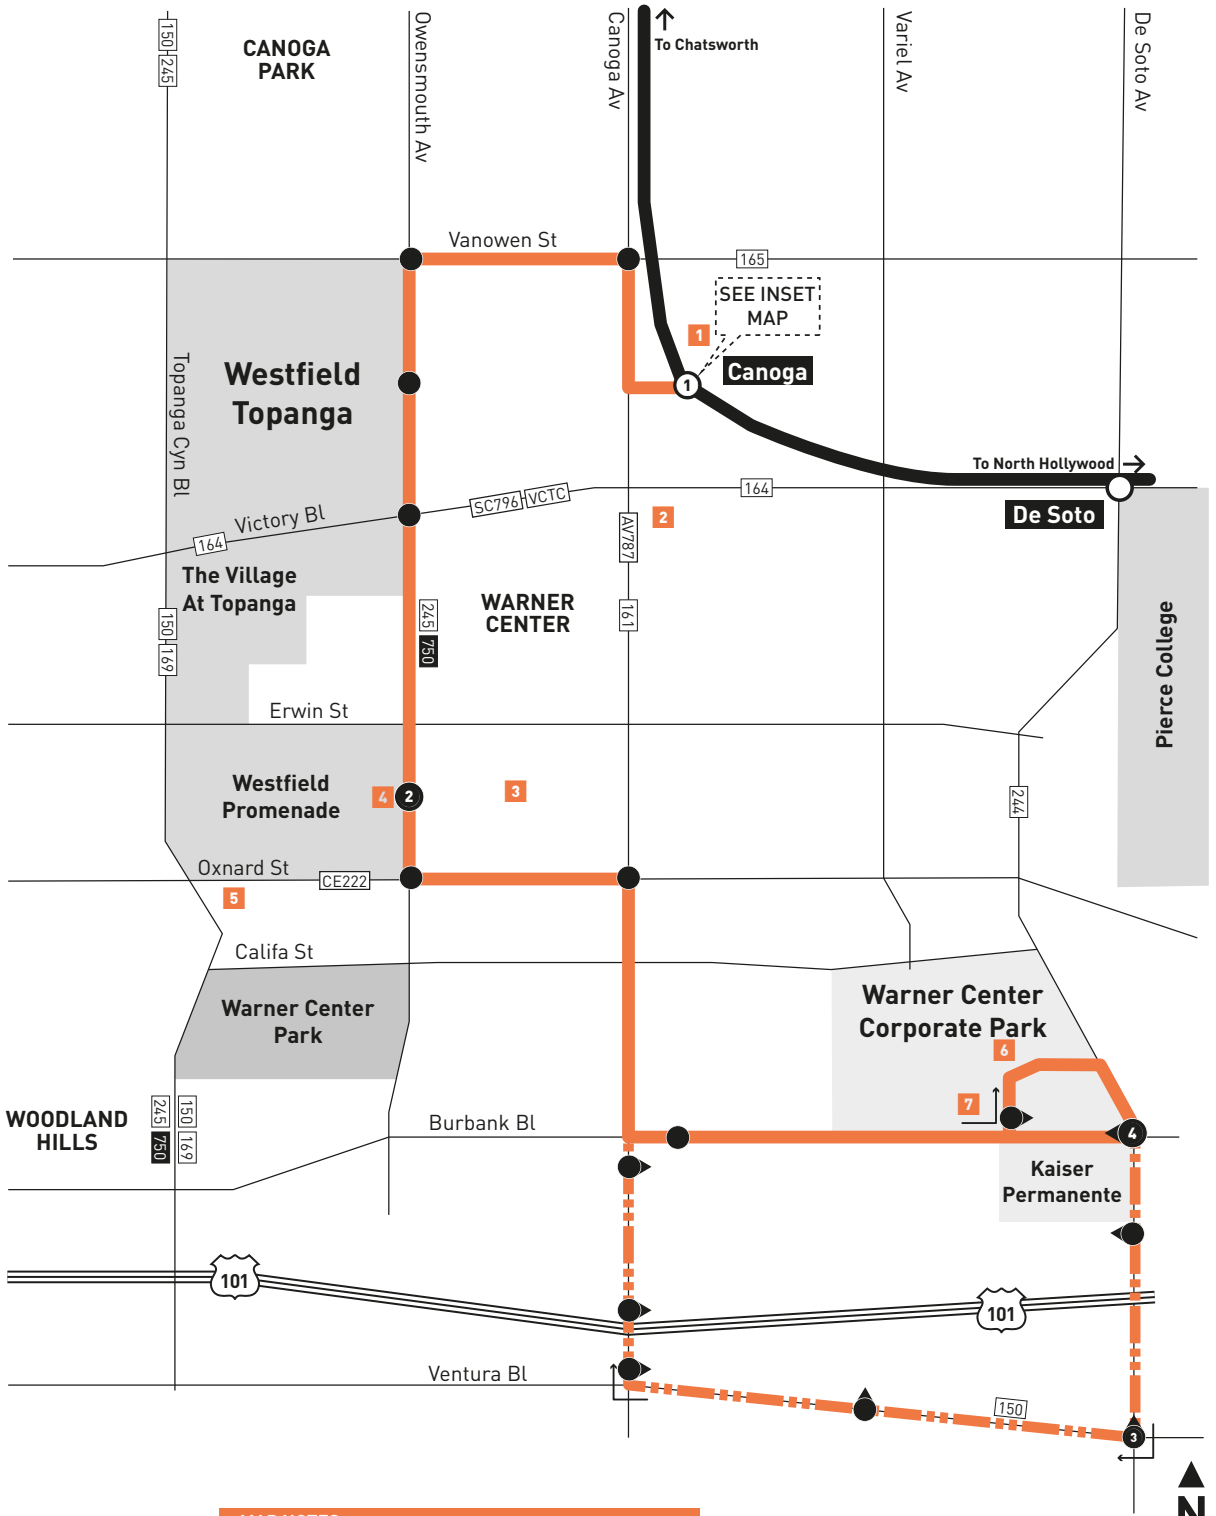 150
245
CANOGA
PARK
Owensmouth Av
Canoga Av
To Chatsworth
Variel Av
De Soto Av
Vanowen St
165
SEE INSET
MAP
1
Canoga
1
Westfield
Topanga
Topanga Cyn Bl
To North Hollywood
De Soto
164
SC796
VCTC
Victory Bl
164
2
AV787
The Village
At Topanga
WARNER
CENTER
245
750
161
150
169
Pierce College
Erwin St
Westfield
Promenade
4
2
3
244
Oxnard St
CE222
5
Califa St
Warner Center
Park
Warner Center
Corporate Park
6
7
WOODLAND
HILLS
245
750
150
169
Burbank Bl
4
Kaiser
Permanente
101
101
Ventura Bl
150
3
N